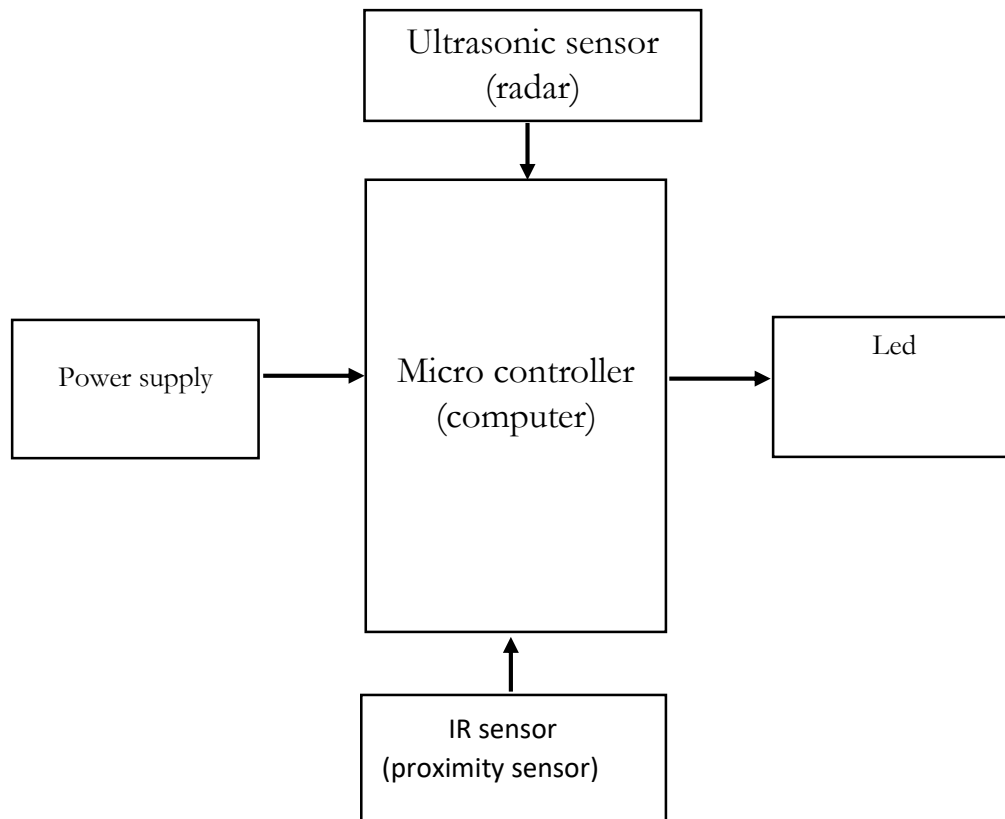 Ultrasonic sensor
(radar)
Power supply
Micro controller
(computer)
Led
IR sensor
(proximity sensor)